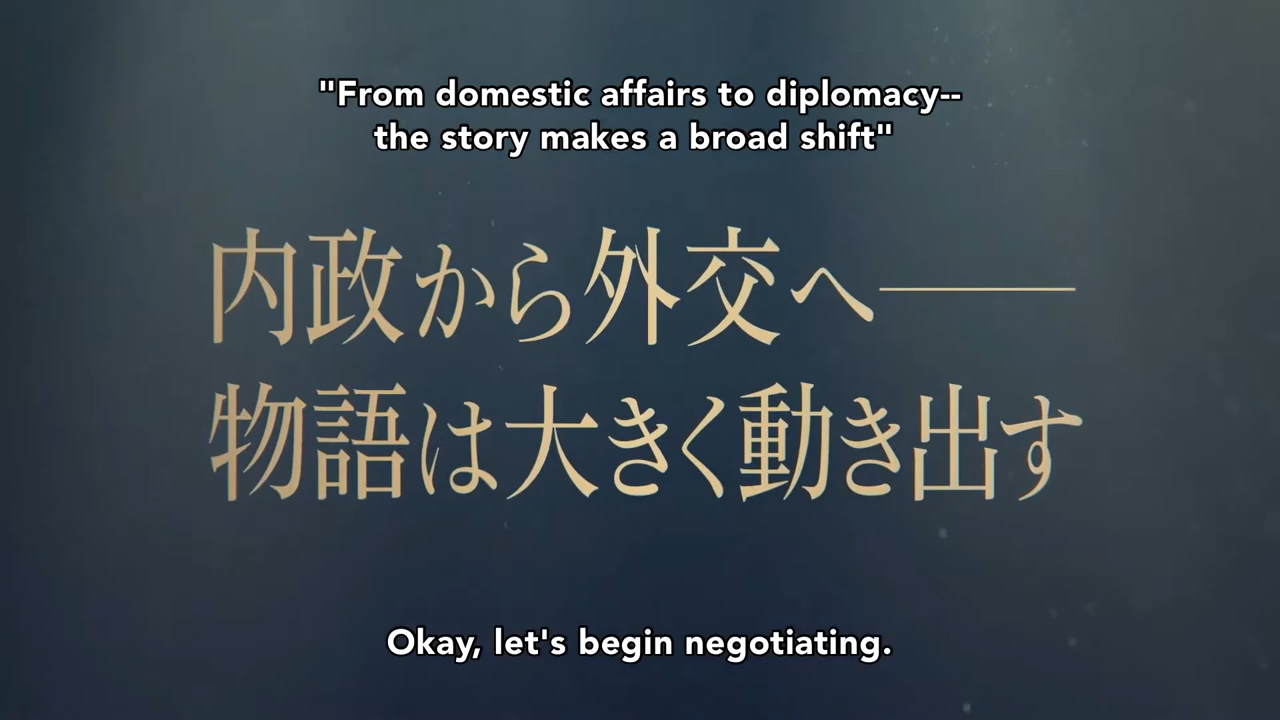 "From domestic affairs to diplomacy--
the story makes a broad shift"
内政から外交へ──
物語は大きく動き出す
Okay, let's begin negotiating.